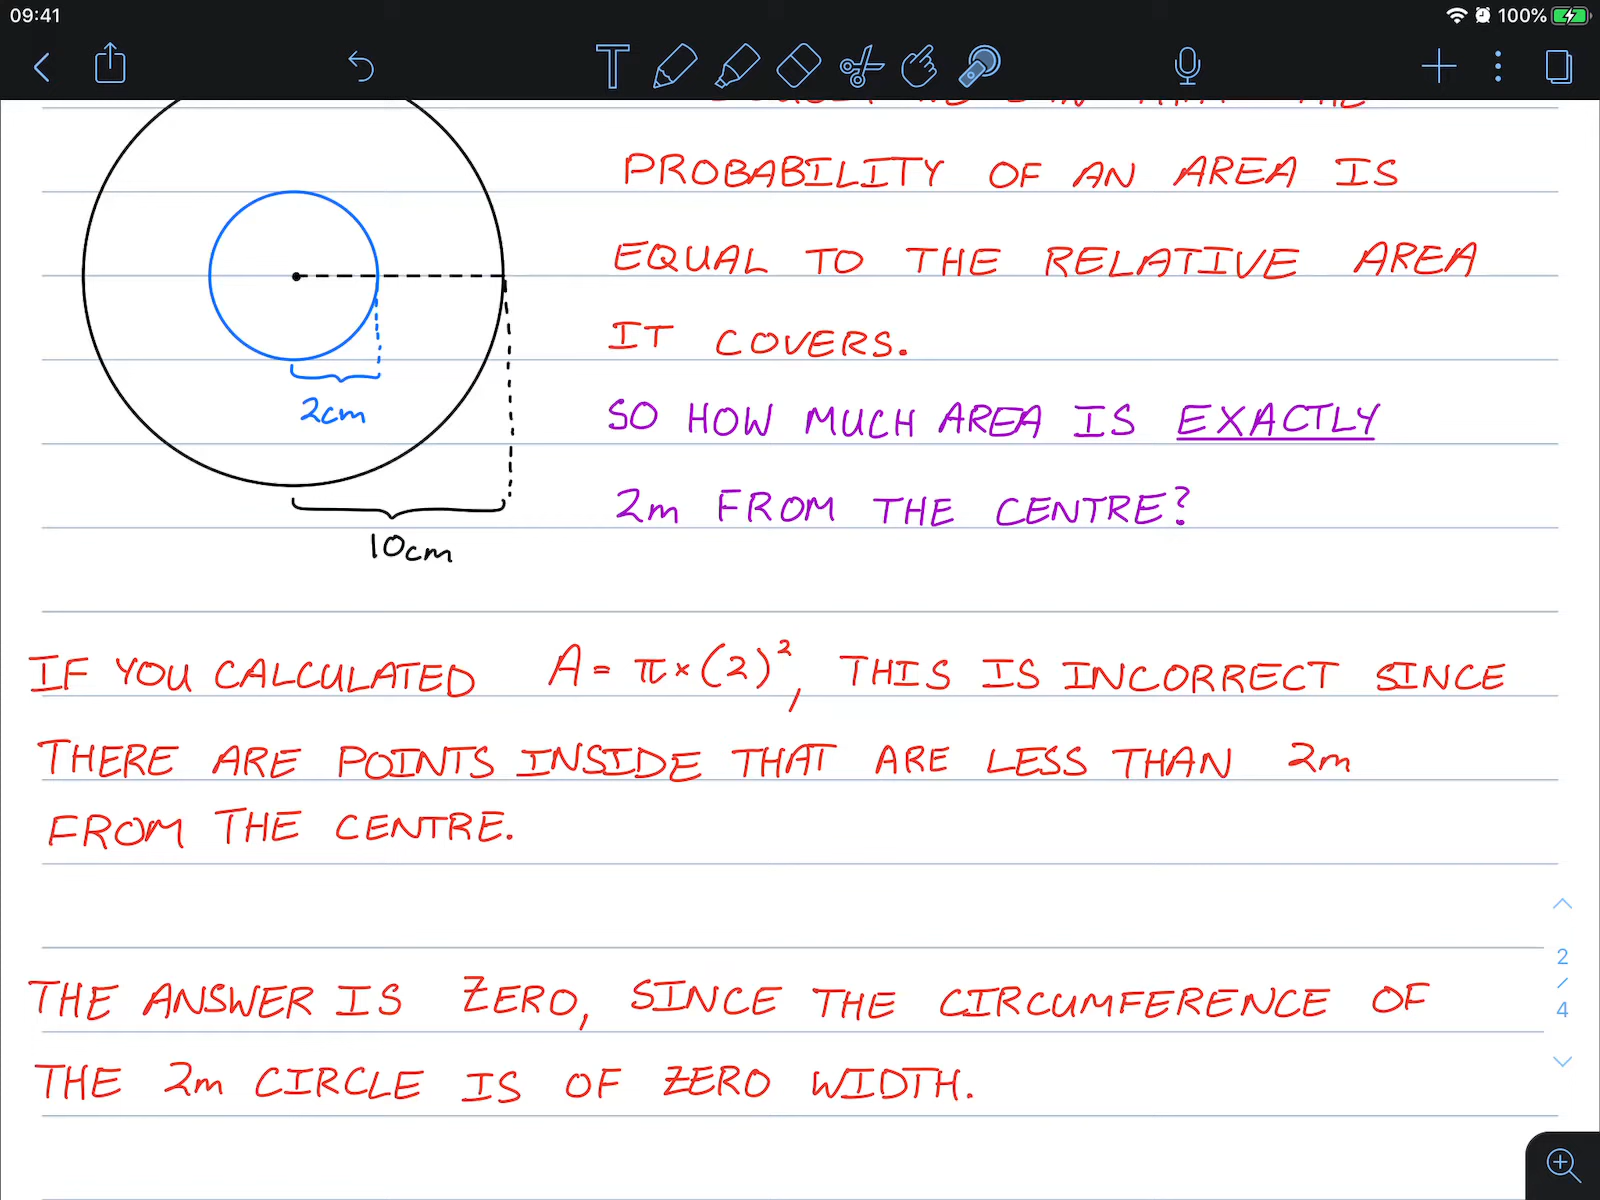 09:41
100%
T
PROBABILITY OF AN AREA IS
EQUAL TO THE RELATIVE AREA
IT COVERS.
2cm
SO HOW MUCH AREA IS EXACTLY
2m FROM THE CENTRE?
10cm
IF YOU CALCULATED A = π × (2)², THIS IS INCORRECT SINCE
THERE ARE POINTS INSIDE THAT ARE LESS THAN 2m
FROM THE CENTRE.
THE ANSWER IS ZERO, SINCE THE CIRCUMFERENCE OF
THE 2m CIRCLE IS OF ZERO WIDTH.
2
/
4